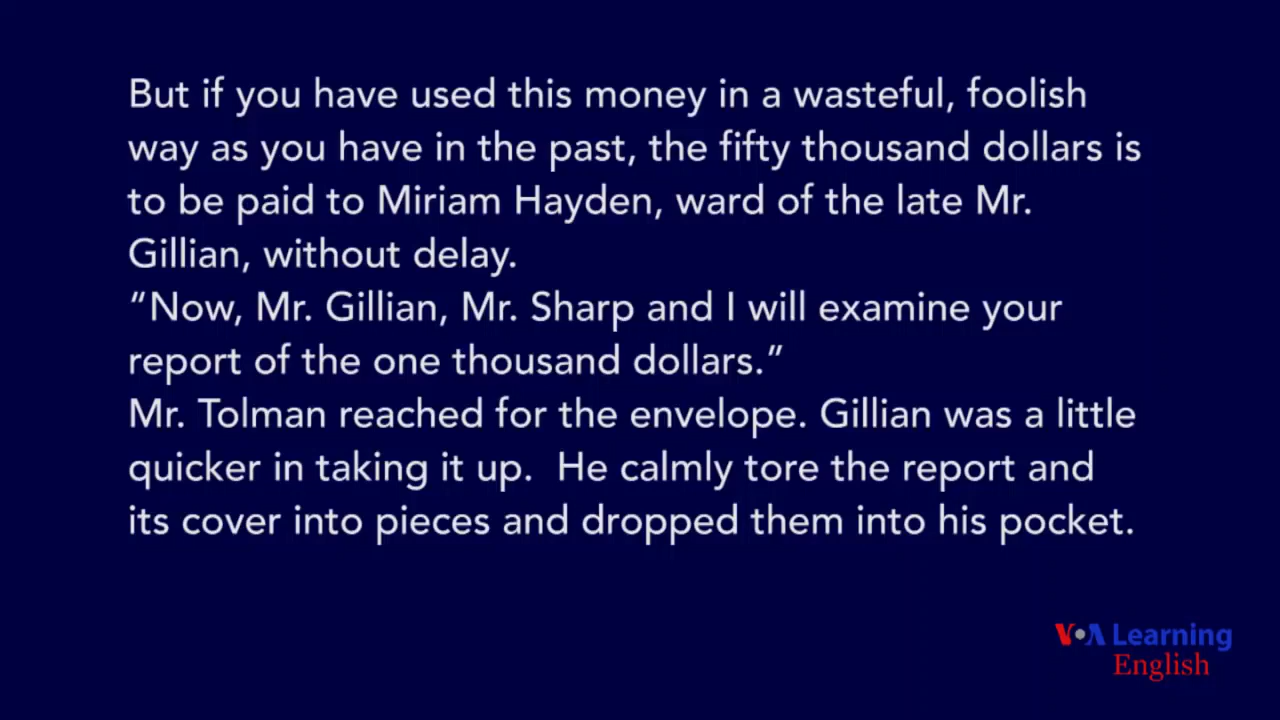 But if you have used this money in a wasteful, foolish
way as you have in the past, the fifty thousand dollars is
to be paid to Miriam Hayden, ward of the late Mr.
Gillian, without delay.
“Now, Mr. Gillian, Mr. Sharp and I will examine your
report of the one thousand dollars.”
Mr. Tolman reached for the envelope. Gillian was a little
quicker in taking it up.  He calmly tore the report and
its cover into pieces and dropped them into his pocket.
VOA Learning
English